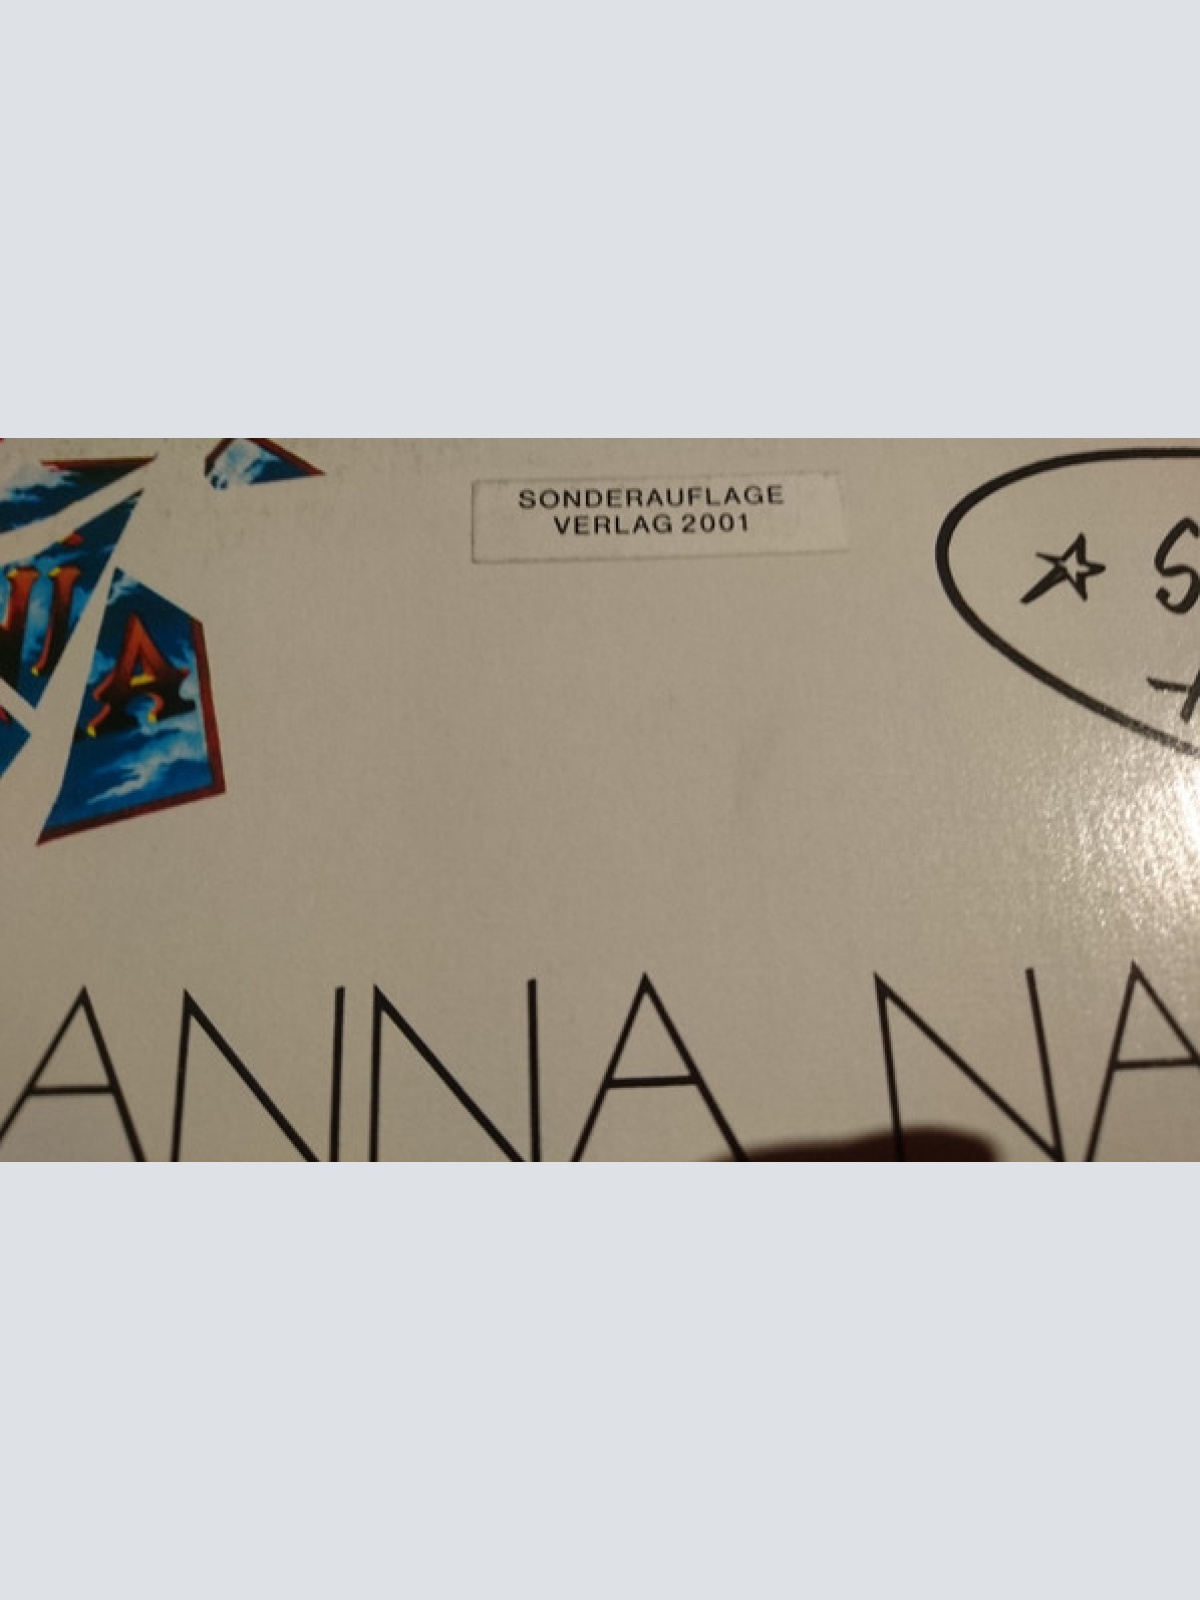 SONDERAUFLAGE
VERLAG 2001
A
ANNA NA